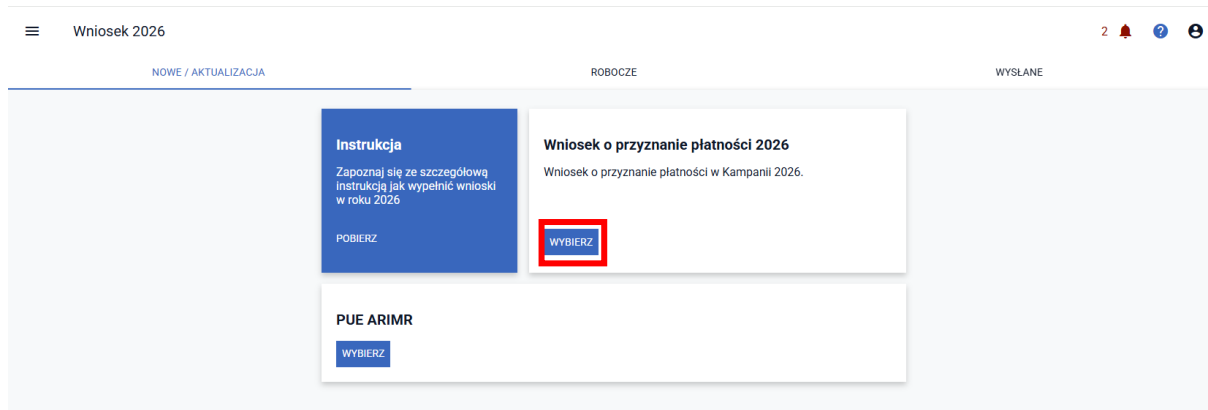 Wniosek 2026
2
NOWE / AKTUALIZACJA
ROBOCZE
WYSŁANE
Instrukcja
Zapoznaj się ze szczegółową
instrukcją jak wypełnić wnioski
w roku 2026
POBIERZ
Wniosek o przyznanie płatności 2026
Wniosek o przyznanie płatności w Kampanii 2026.
WYBIERZ
PUE ARIMR
WYBIERZ